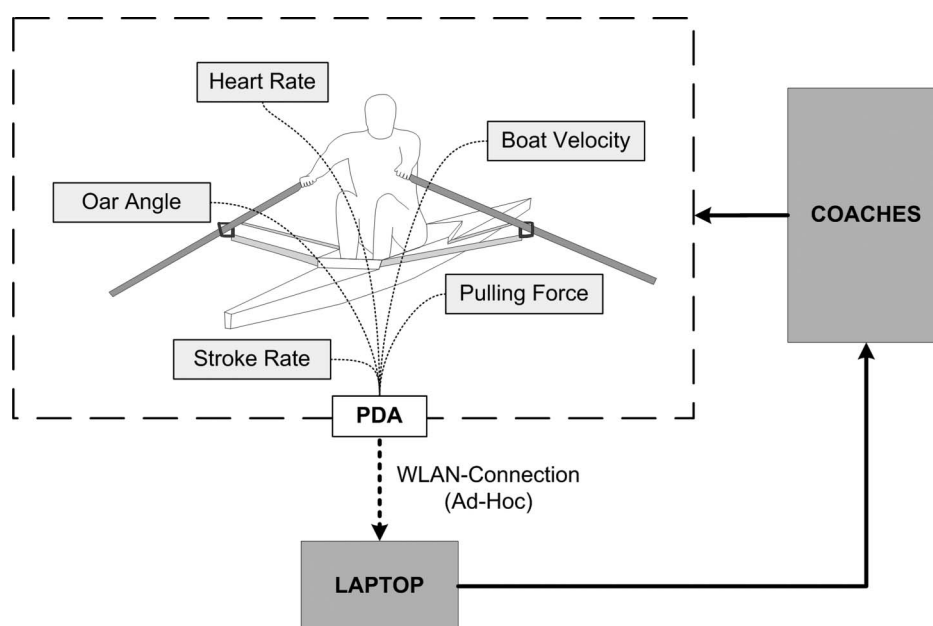 Heart Rate
Boat Velocity
Oar Angle
COACHES
Pulling Force
Stroke Rate
PDA
WLAN-Connection
(Ad-Hoc)
LAPTOP